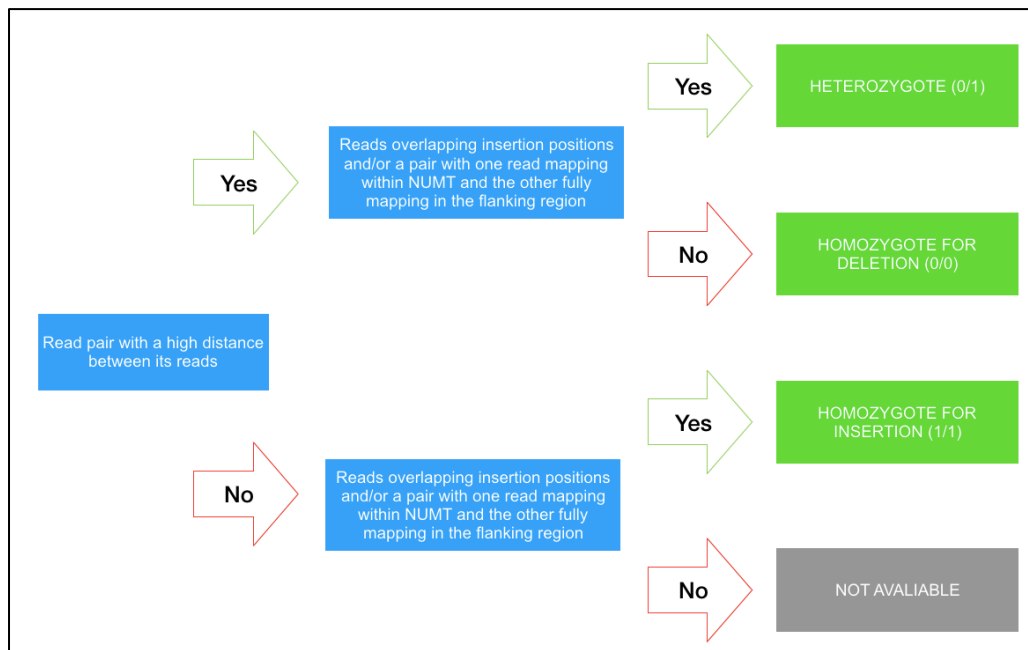 Read pair with a high distance
between its reads
Yes
Reads overlapping insertion positions
and/or a pair with one read mapping
within NUMT and the other fully
mapping in the flanking region
Yes
HETEROZYGOTE (0/1)
No
HOMOZYGOTE FOR
DELETION (0/0)
No
Reads overlapping insertion positions
and/or a pair with one read mapping
within NUMT and the other fully
mapping in the flanking region
Yes
HOMOZYGOTE FOR
INSERTION (1/1)
No
NOT AVALIABLE